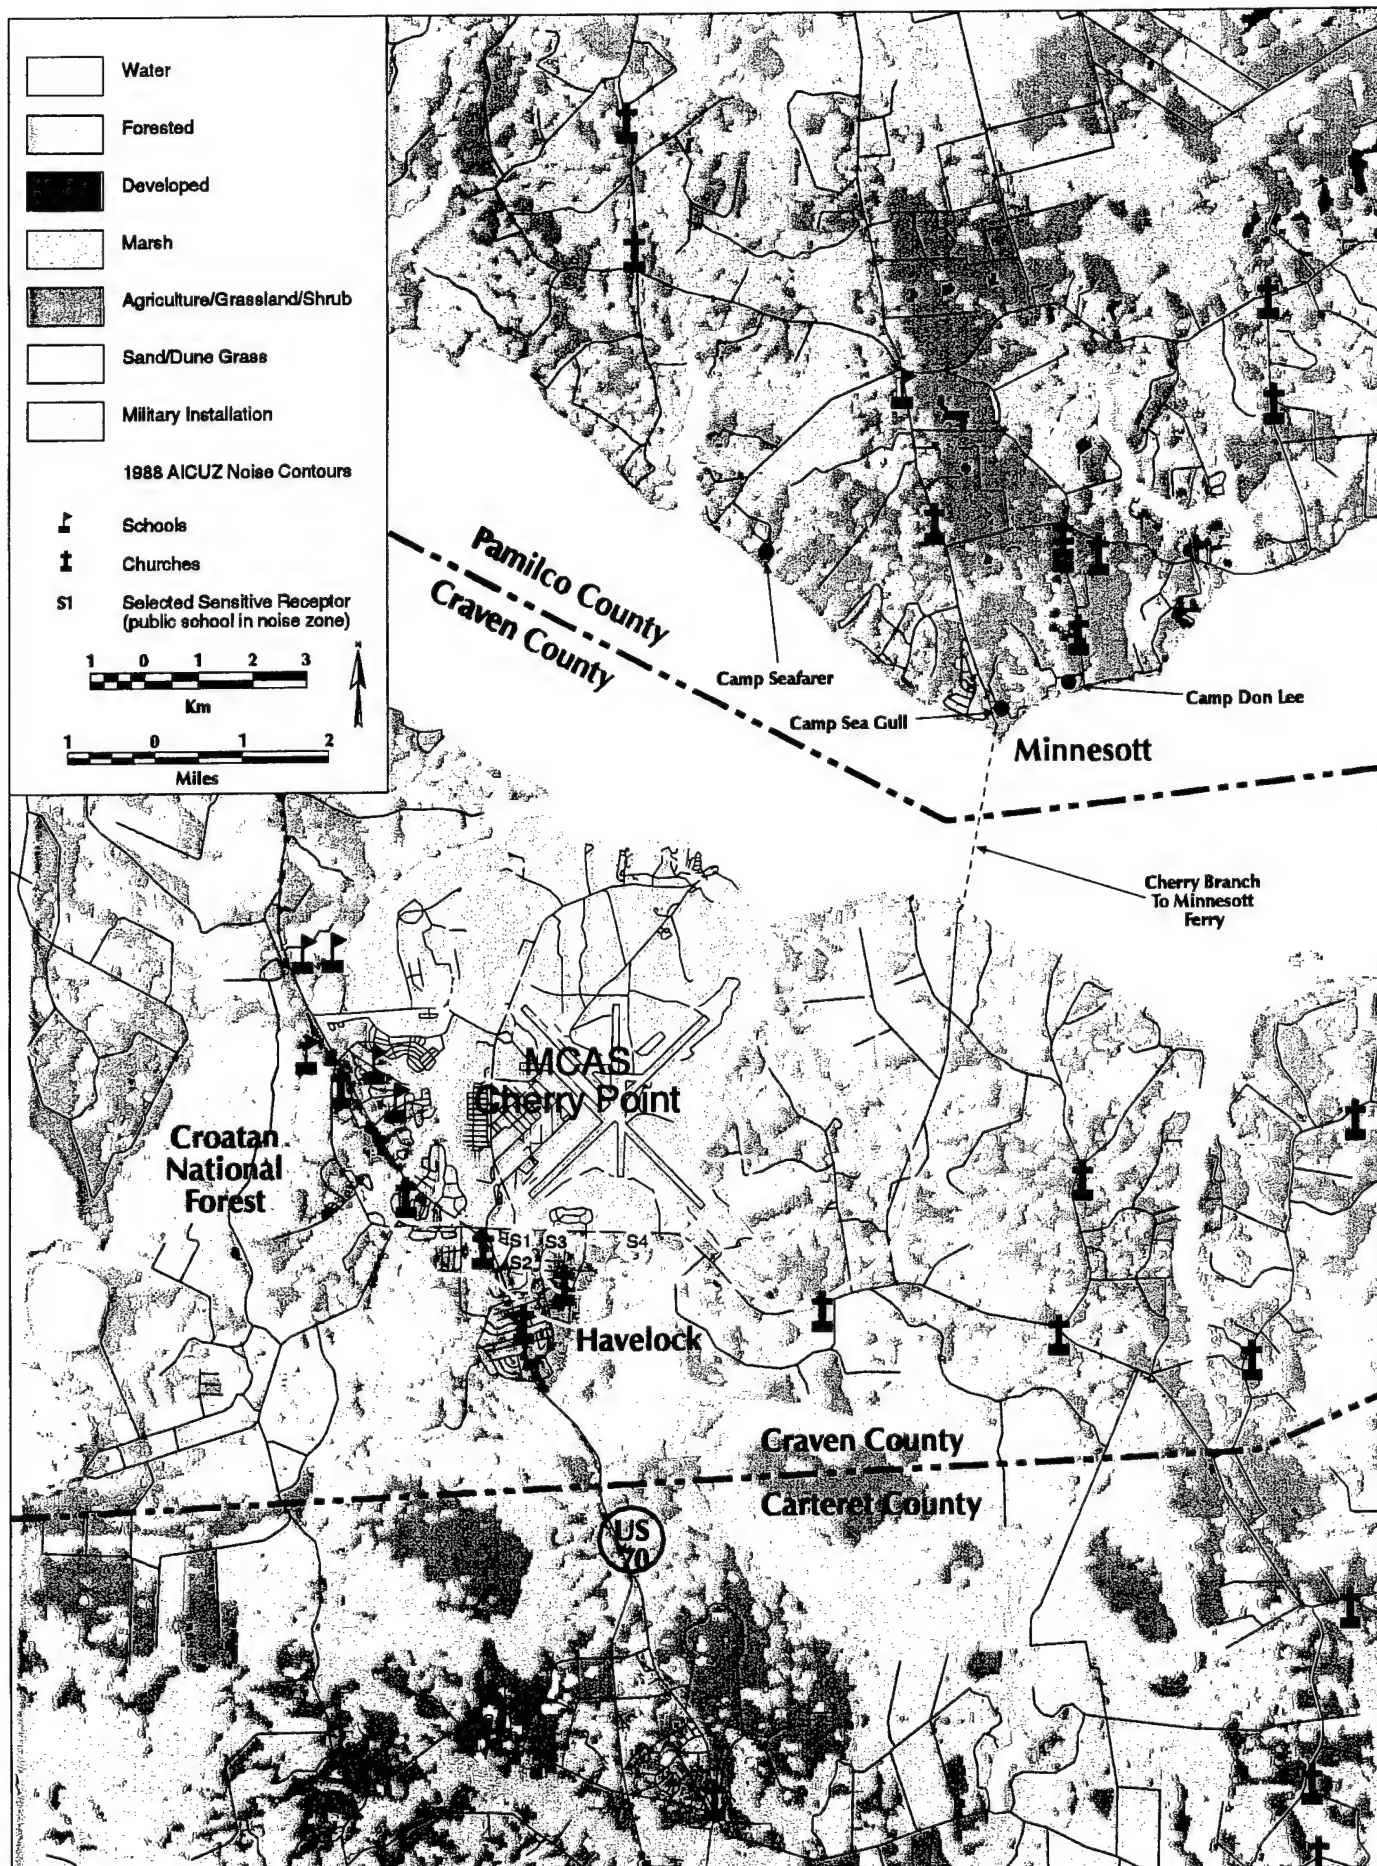 Water
Forested
Developed
Marsh
Agriculture/Grassland/Shrub
Sand/Dune Grass
Military Installation
1988 AICUZ Noise Contours
Schools
Churches
S1 Selected Sensitive Receptor
(public school in noise zone)
1 0 1 2 3
Km
N
1 0 1 2
Miles
Pamilco County
Craven County
Camp Seafarer
Camp Sea Gull
Camp Don Lee
Minnesott
Cherry Branch
To Minnesott
Ferry
MCAS
Cherry Point
Croatan
National
Forest
S1 S3 S4
S2
Havelock
Craven County
Carteret County
US
70